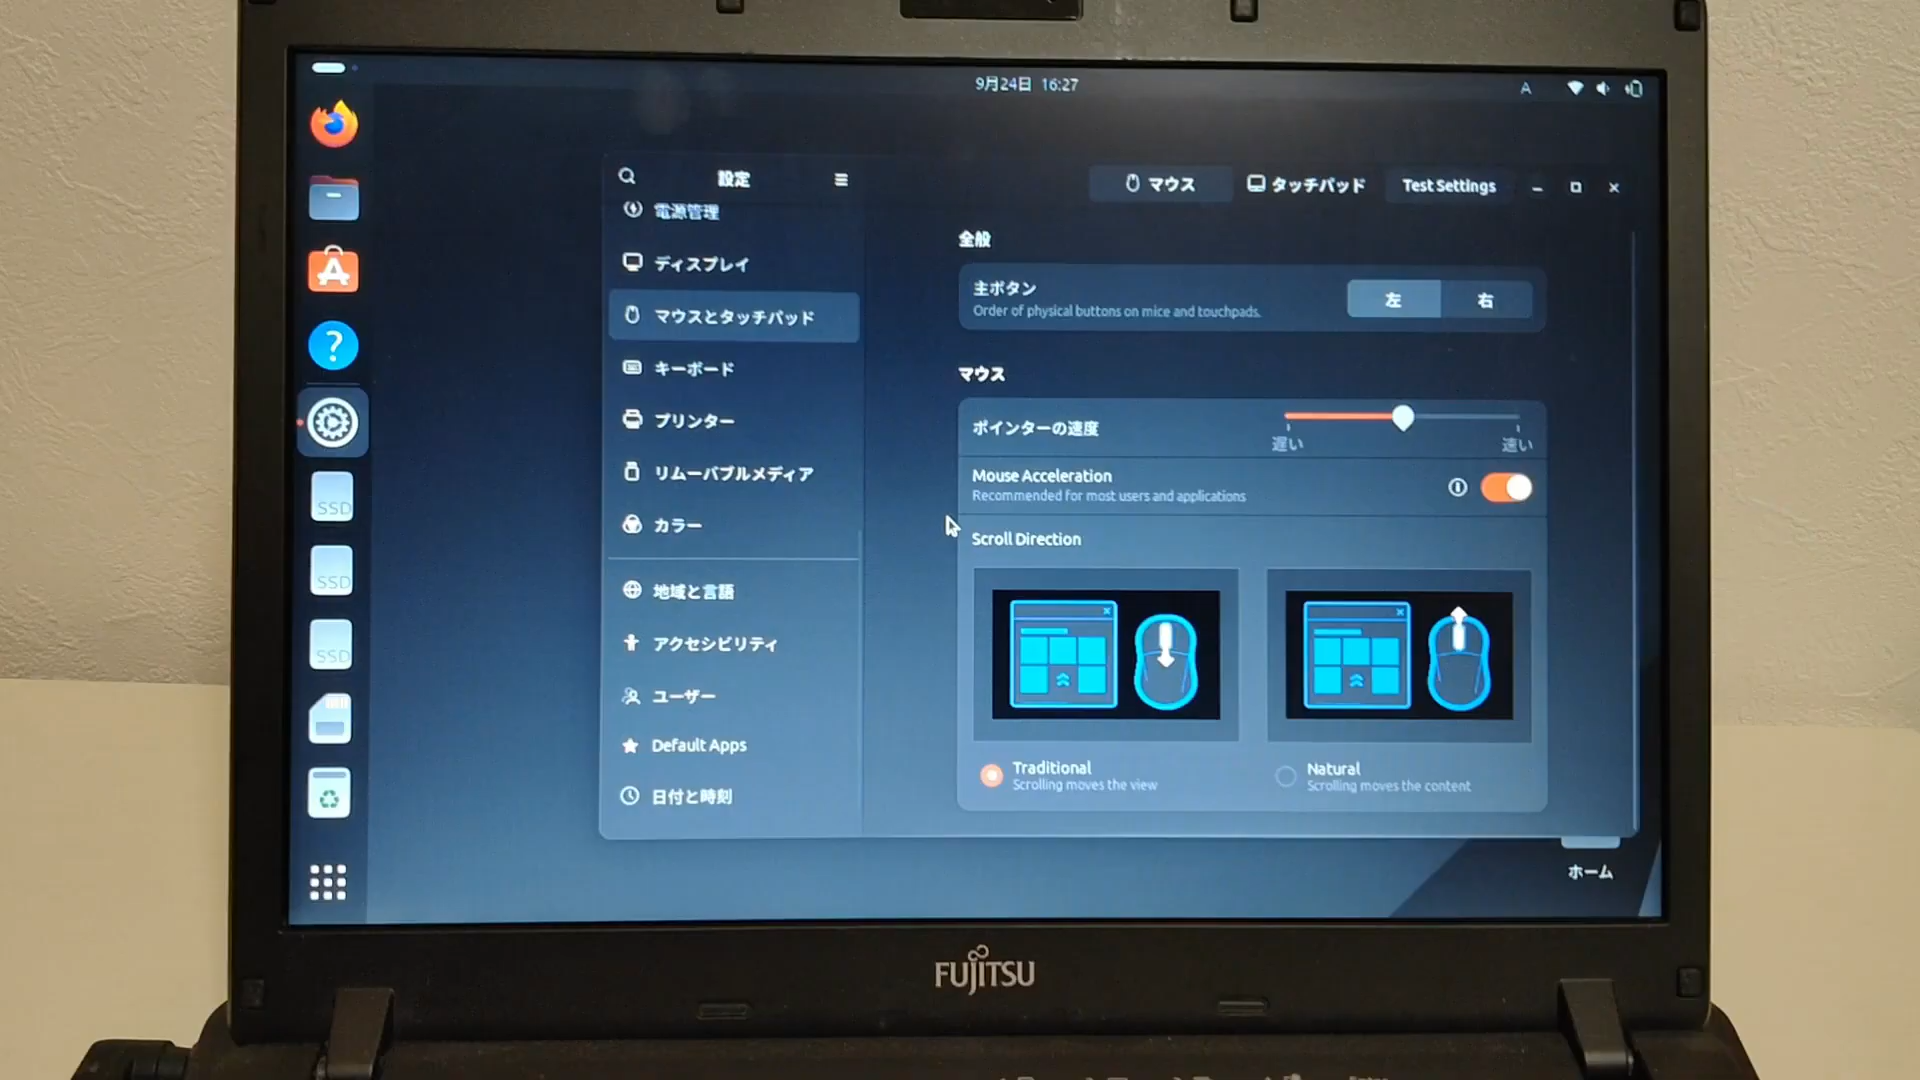 9月24日 16:27
A
設定
マウス
タッチパッド
Test Settings
電源管理
ディスプレイ
マウスとタッチパッド
キーボード
プリンター
リムーバブルメディア
カラー
地域と言語
アクセシビリティ
ユーザー
Default Apps
日付と時刻
全般
主ボタン
Order of physical buttons on mice and touchpads.
左
右
マウス
ポインターの速度
遅い
速い
Mouse Acceleration
Recommended for most users and applications
Scroll Direction
Traditional
Scrolling moves the view
Natural
Scrolling moves the content
SSD
SSD
SSD
ホーム
FUJITSU